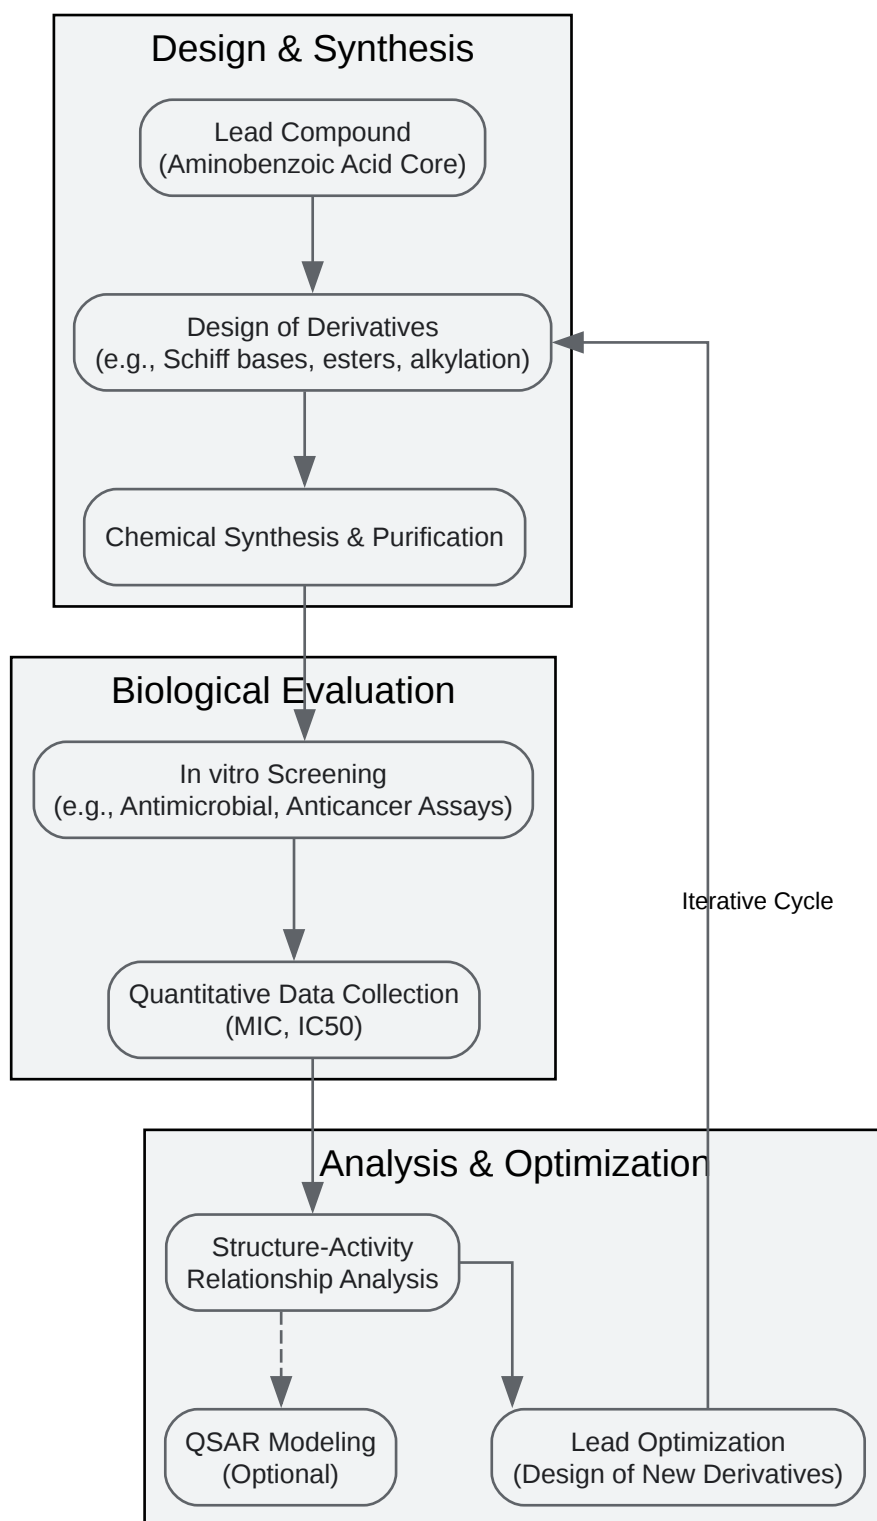 Design & Synthesis
Lead Compound
(Aminobenzoic Acid Core)
Design of Derivatives
(e.g., Schiff bases, esters, alkylation)
Chemical Synthesis & Purification
Biological Evaluation
In vitro Screening
(e.g., Antimicrobial, Anticancer Assays)
Iterative Cycle
Quantitative Data Collection
(MIC, IC50)
Analysis & Optimization
Structure-Activity
Relationship Analysis
QSAR Modeling
(Optional)
Lead Optimization
(Design of New Derivatives)